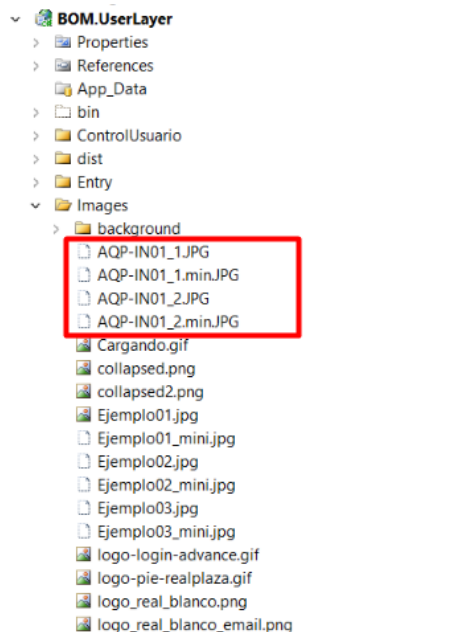 BOM.UserLayer
Properties
References
App_Data
bin
ControlUsuario
dist
Entry
Images
background
AQP-IN01_1.JPG
AQP-IN01_1.min.JPG
AQP-IN01_2.JPG
AQP-IN01_2.min.JPG
Cargando.gif
collapsed.png
collapsed2.png
Ejemplo01.jpg
Ejemplo01_mini.jpg
Ejemplo02.jpg
Ejemplo02_mini.jpg
Ejemplo03.jpg
Ejemplo03_mini.jpg
logo-login-advance.gif
logo-pie-realplaza.gif
logo_real_blanco.png
logo_real_blanco_email.png